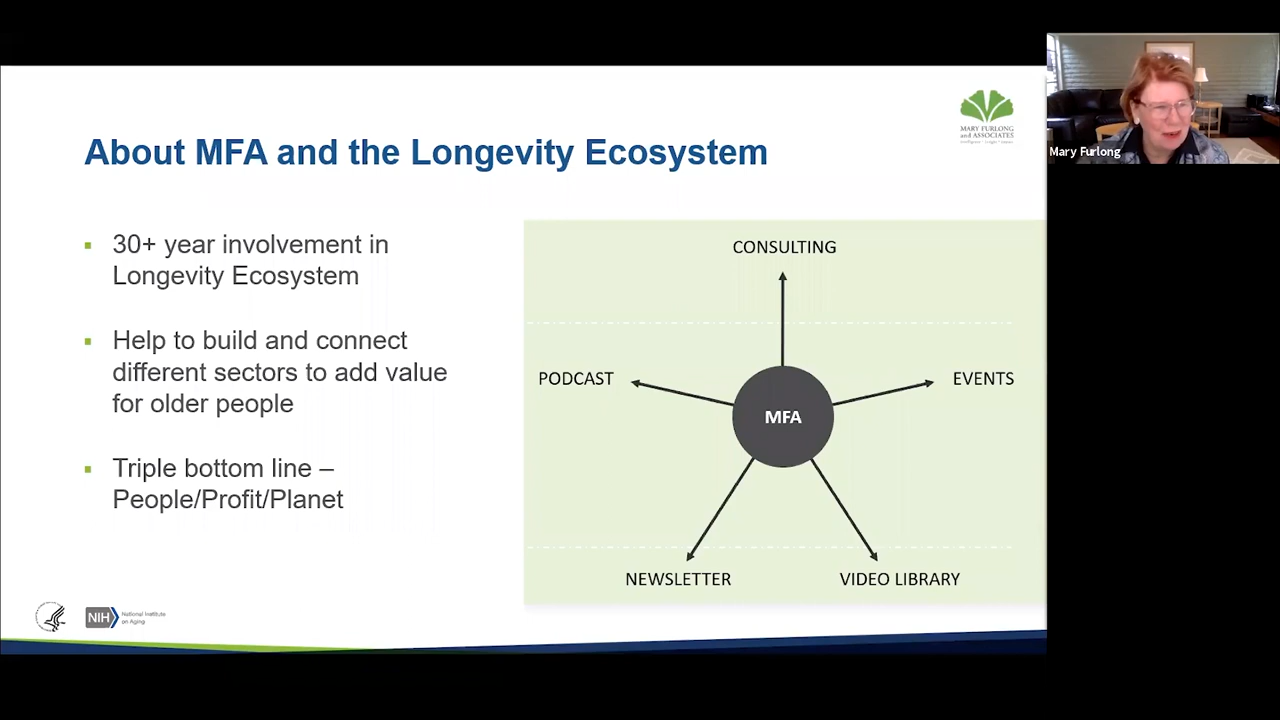 About MFA and the Longevity Ecosystem
MARY FURLONG
and ASSOCIATES
Mary Furlong
30+ year involvement in
Longevity Ecosystem
Help to build and connect
different sectors to add value
for older people
Triple bottom line –
People/Profit/Planet
CONSULTING
PODCAST
EVENTS
MFA
NEWSLETTER
VIDEO LIBRARY
NIH
National Institute
on Aging